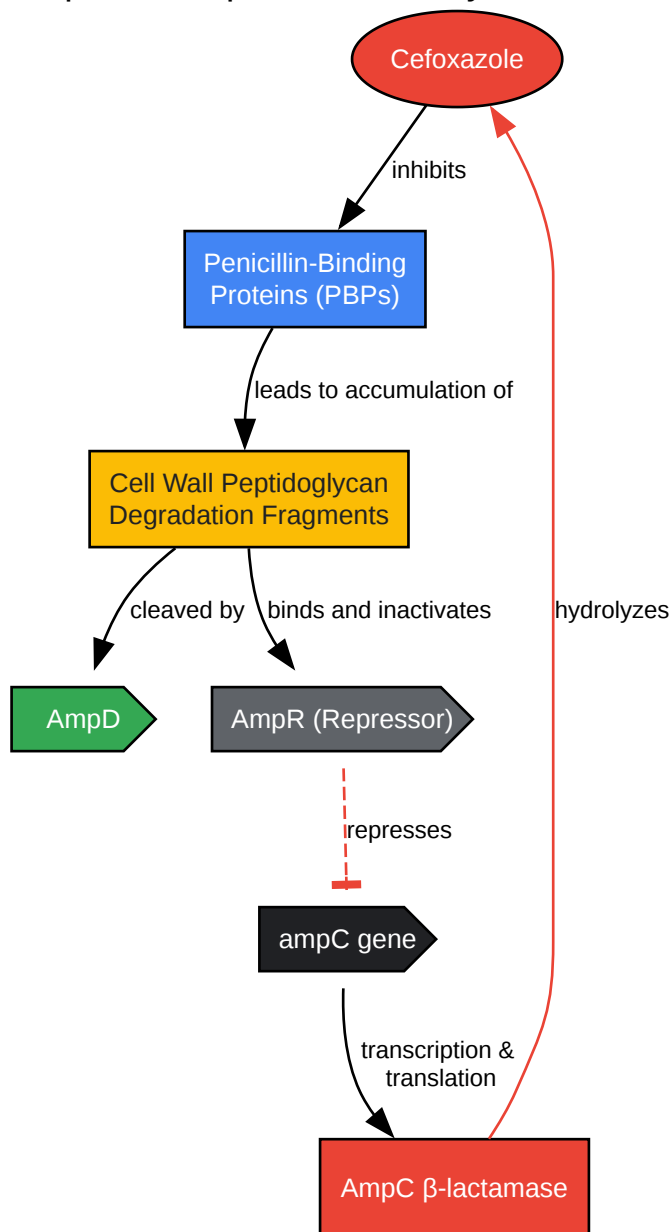 Cefoxazole
inhibits
Penicillin-Binding
Proteins (PBPs)
leads to accumulation of
Cell Wall Peptidoglycan
Degradation Fragments
cleaved by
binds and inactivates
hydrolyzes
AmpD
AmpR (Repressor)
represses
ampC gene
transcription &
translation
AmpC β-lactamase